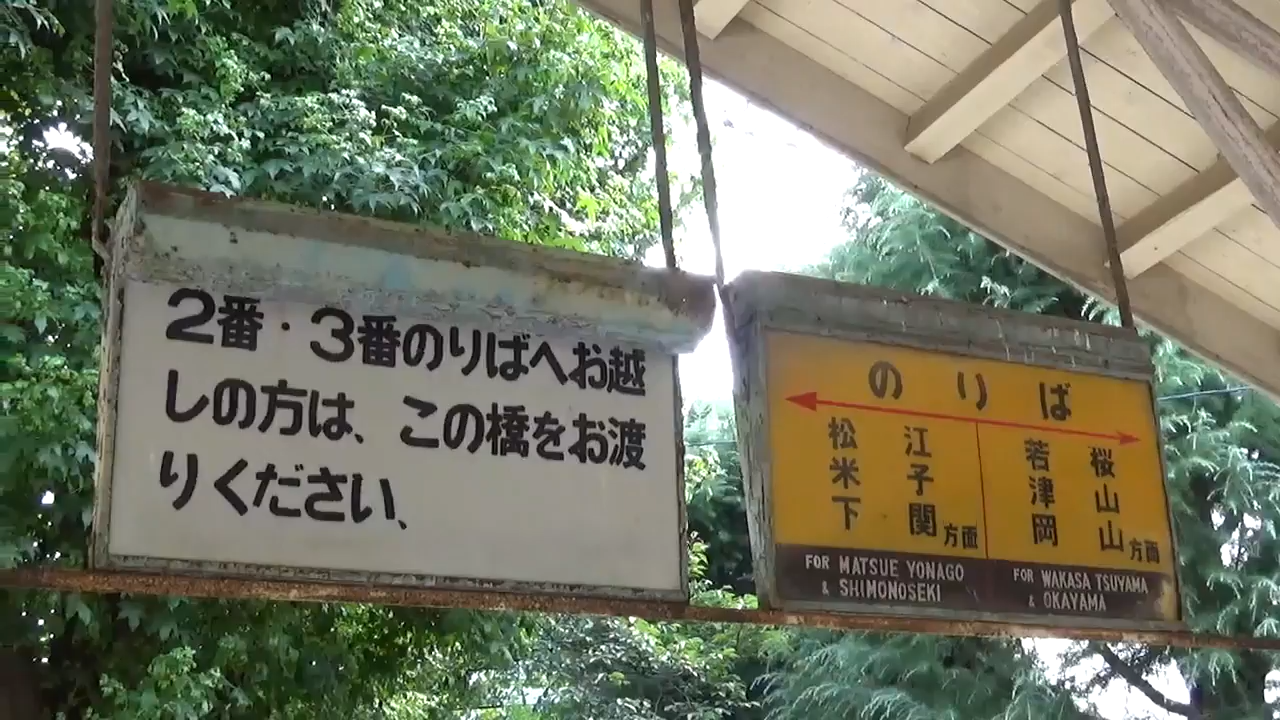 2番・3番のりばへお越
しの方は、この橋をお渡
りください、
のりば
松江
米子
下関方面
若桜
津山
岡山方面
FOR MATSUE YONAGO
& SHIMONOSEKI
FOR WAKASA TSUYAMA
& OKAYAMA